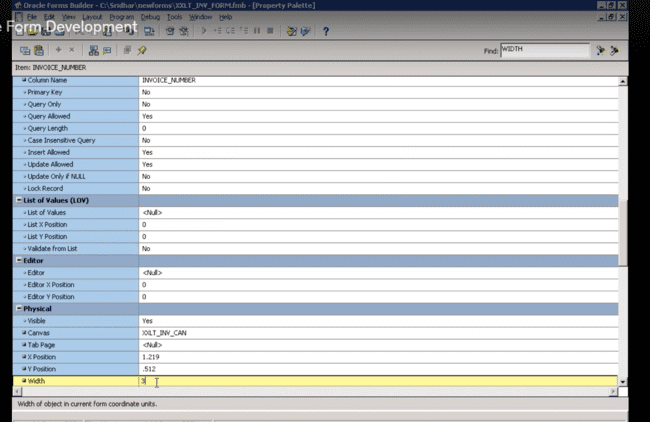 Oracle Forms Builder - C:\Sridhar\newforms\XXLT_INV_FORM.fmb - [Property Palette]
File Edit View Layout Program Debug Tools Window Help
e Form Development
Find: WIDTH
Item: INVOICE_NUMBER
Column Name INVOICE_NUMBER
Primary Key No
Query Only No
Query Allowed Yes
Query Length 0
Case Insensitive Query No
Insert Allowed Yes
Update Allowed Yes
Update Only if NULL No
Lock Record No
List of Values (LOV)
List of Values <Null>
List X Position 0
List Y Position 0
Validate from List No
Editor
Editor <Null>
Editor X Position 0
Editor Y Position 0
Physical
Visible Yes
Canvas XXLT_INV_CAN
Tab Page <Null>
X Position 1.219
Y Position .512
Width 3
Width of object in current form coordinate units.